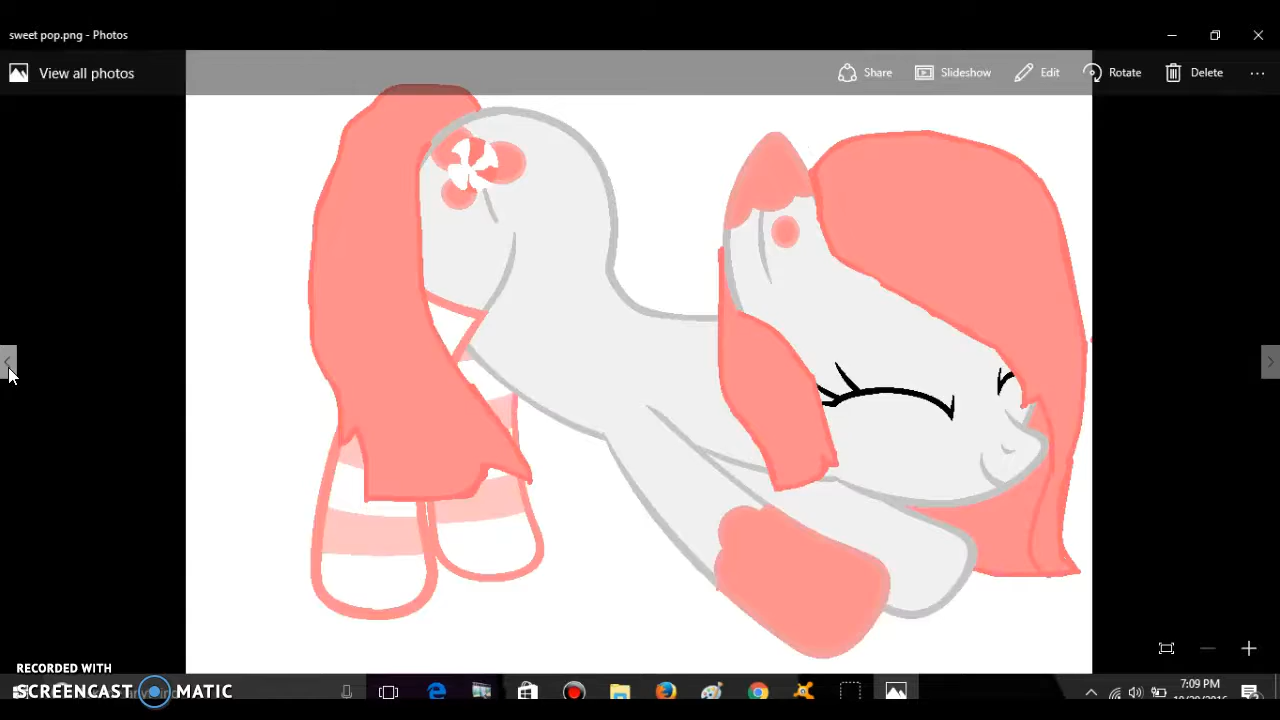 sweet pop.png - Photos
View all photos
Share
Slideshow
Edit
Rotate
Delete
RECORDED WITH
SCREENCAST MATIC
7:09 PM